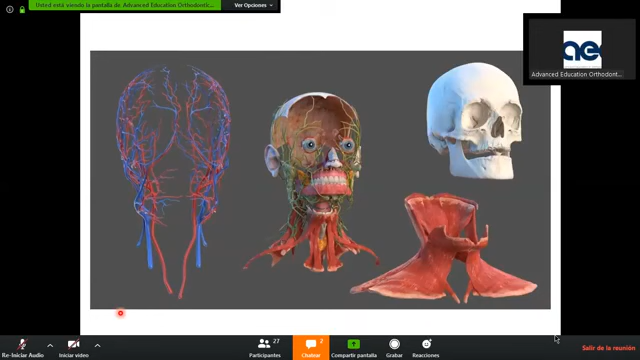 Usted está viendo la pantalla de Advanced Education Orthodontic...
Ver Opciones
ae
Advanced Education Orthodontic...
27
2
Re-Iniciar Audio
Iniciar video
Participantes
Chatear
Compartir pantalla
Grabar
Reacciones
Salir de la reunión